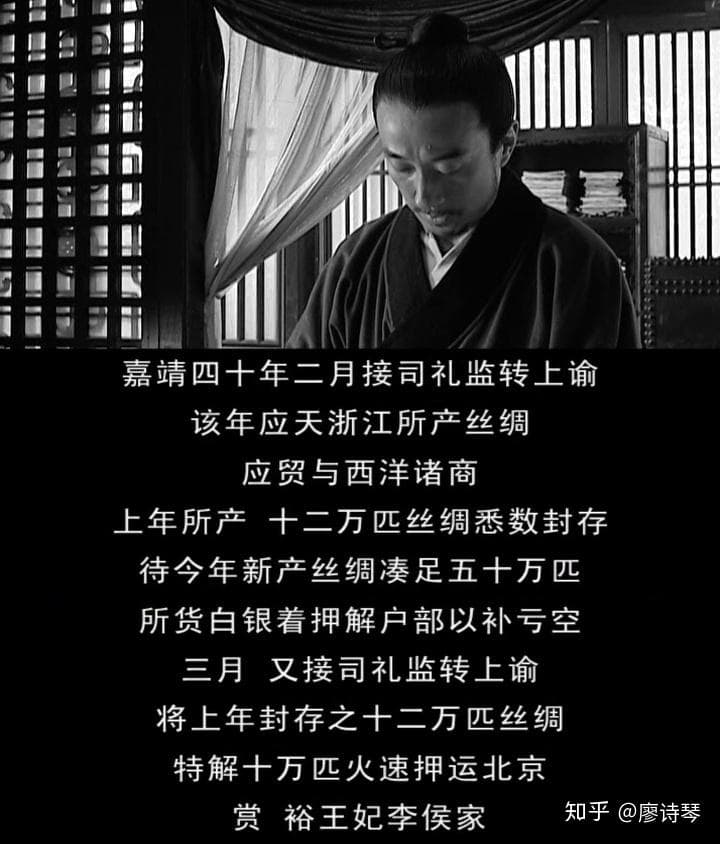 嘉靖四十年二月接司礼监转上谕
该年应天浙江所产丝绸
应贸与西洋诸商
上年所产 十二万匹丝绸悉数封存
待今年新产丝绸凑足五十万匹
所货白银着押解户部以补亏空
三月 又接司礼监转上谕
将上年封存之十二万匹丝绸
特解十万匹火速押运北京
赏 裕王妃李侯家
知乎 @廖诗琴